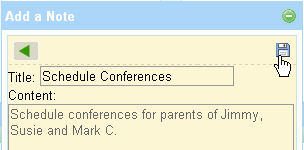 Add a Note
Title: Schedule Conferences
Content:
Schedule conferences for parents of Jimmy,
Susie and Mark C.